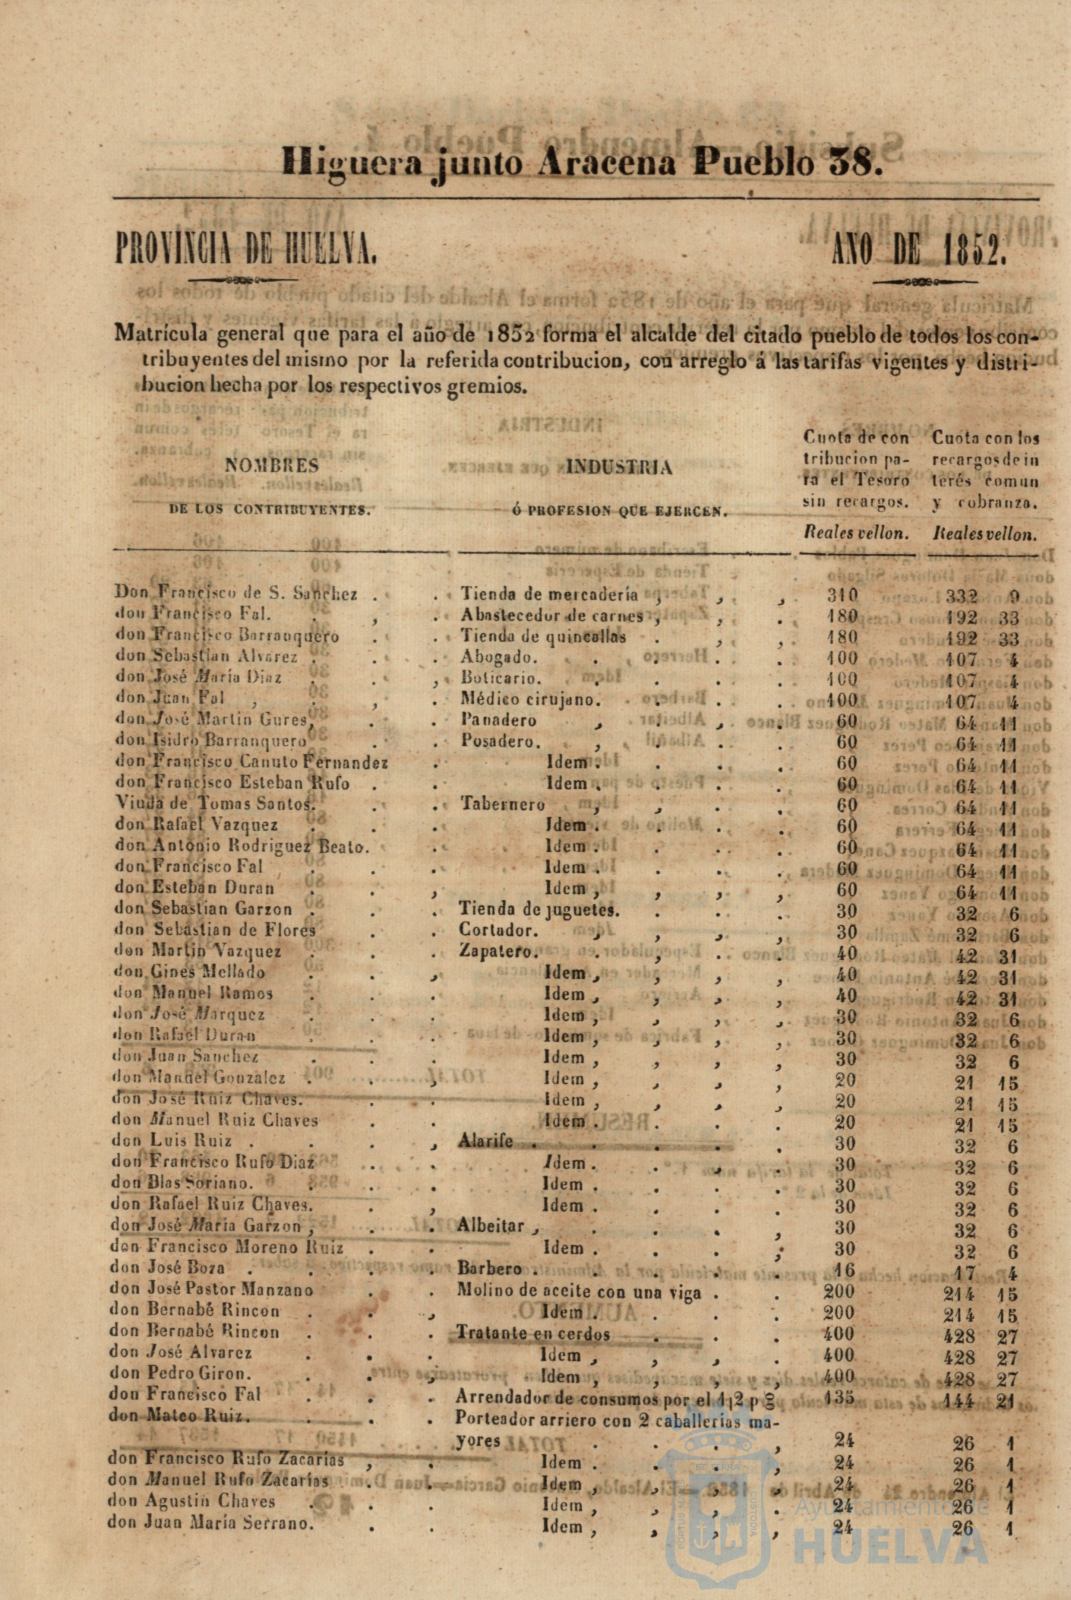 Higuera junto Aracena Pueblo 38.
PROVINCIA DE HUELVA. AÑO DE 1852.
Matrícula general que para el año de 1852 forma el alcalde del citado pueblo de todos los con-
tribuyentes del mismo por la referida contribucion, con arreglo á las tarifas vigentes y distri-
bucion hecha por los respectivos gremios.
NOMBRES
DE LOS CONTRIBUYENTES.
INDUSTRIA
Ó PROFESION QUE EJERCEN.
Cuota de con
tribucion pa-
ra el Tesoro
sin recargos.
Reales vellon.
Cuota con los
recargos de in
terés comun
y cobranza.
Reales vellon.
Don Francisco de S. Sanchez . . Tienda de mercadería , , , 310 332 9
don Francisco Fal. . , . Abastecedor de carnes , , , 180 192 33
don Francisco Barranquero . . Tienda de quincallas . , , 180 192 33
don Sebastian Alvarez . . . Abogado. . . . . 100 107 4
don José María Diaz . . , Boticario. . . . . 100 107 4
don Juan Fal , . , . Médico cirujano. . . . 100 107 4
don José Martin Gures, . . Panadero , , , . 60 64 11
don Isidro Barranquero . . Posadero. , . . . 60 64 11
don Francisco Canuto Fernandez . Idem . . . . 60 64 11
don Francisco Esteban Rufo . . Idem . . . . 60 64 11
Viuda de Tomas Santos. . . Tabernero , , . . 60 64 11
don Rafael Vazquez . . . Idem . . . . 60 64 11
don Antonio Rodriguez Beato. . Idem . . . . 60 64 11
don Francisco Fal . . . Idem . . . . 60 64 11
don Esteban Duran . . , Idem , , , , 60 64 11
don Sebastian Garzon . . . Tienda de juguetes. . . . 30 32 6
don Sebastian de Flores . . Cortador. , , , , 30 32 6
don Martin Vazquez . . . Zapatero. . , . . 40 42 31
don Gines Mellado . . , Idem , , , , 40 42 31
don Manuel Ramos . . . Idem , , , , 40 42 31
don José Marquez . . . Idem , , , , 30 32 6
don Rafael Duran . . . Idem , , , , 30 32 6
don Juan Sanchez . . . Idem , , , , 30 32 6
don Manuel Gonzalez . . , Idem , , , , 20 21 15
don José Ruiz Chaves. . . Idem , , , , 20 21 15
don Manuel Ruiz Chaves . . Idem . . . . 20 21 15
don Luis Ruiz . . . , Alarife . . . . . 30 32 6
don Francisco Rufo Diaz . . Idem . . , . 30 32 6
don Blas Soriano. . . . Idem . . . . 30 32 6
don Rafael Ruiz Chaves. . , Idem . . . . 30 32 6
don José María Garzon , . . Albeitar , . . . , 30 32 6
don Francisco Moreno Ruiz . . Idem . . . , 30 32 6
don José Boza . . . . Barbero . . . . . 16 17 4
don José Pastor Manzano . . Molino de aceite con una viga . . 200 214 15
don Bernabé Rincon . . . Idem . . . . 200 214 15
don Bernabé Rincon . . . Tratante en cerdos . . . 400 428 27
don José Alvarez . . . Idem , , , . 400 428 27
don Pedro Giron. . . , Idem , , , , 400 428 27
don Francisco Fal . . . Arrendador de consumos por el 1¡2 p 135 144 21
don Mateo Ruiz. . . . Porteador arriero con 2 caballerías ma-
yores . . . , 24 26 1
don Francisco Rufo Zacarías , . Idem . . . , 24 26 1
don Manuel Rufo Zacarías . . Idem , , , , 24 26 1
don Agustin Chaves . . . Idem , , , , 24 26 1
don Juan María Serrano. . . Idem , , , , 24 26 1
Ayuntamiento de
HUELVA